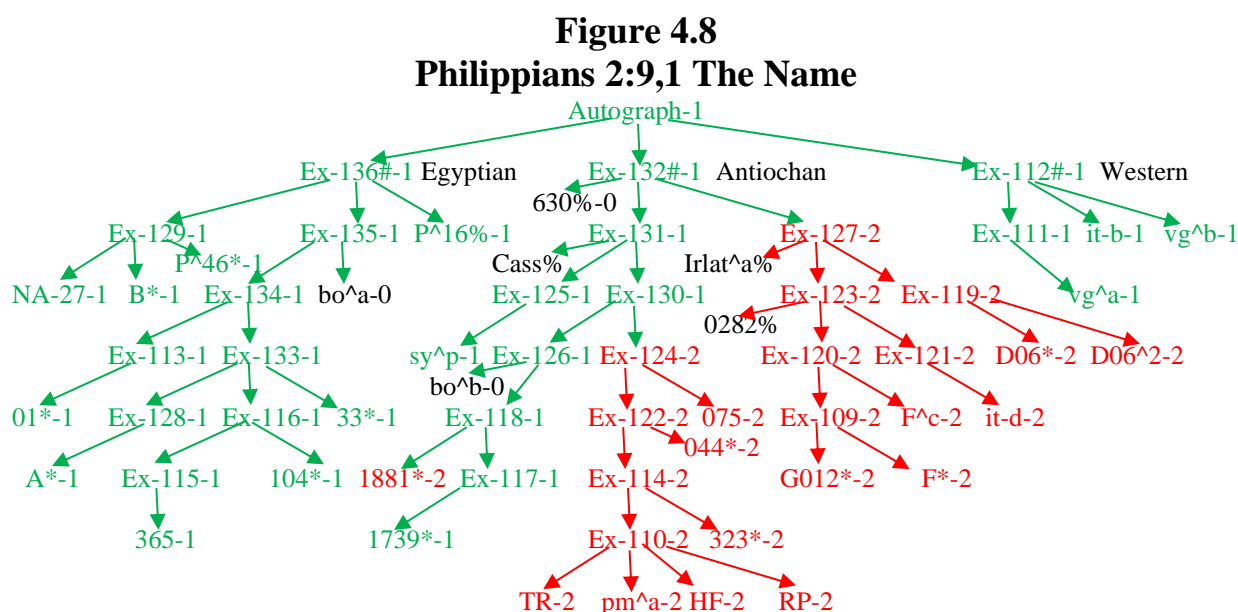 Figure 4.8
Philippians 2:9,1 The Name
Autograph-1
Ex-136#-1 Egyptian Ex-132#-1 Antiochan Ex-112#-1 Western
630%-0
Ex-129-1 Ex-135-1 P^16%-1 Ex-131-1 Ex-127-2 Ex-111-1 it-b-1 vg^b-1
P^46*-1 Cass% Irlat^a%
NA-27-1 B*-1 Ex-134-1 bo^a-0 Ex-125-1 Ex-130-1 Ex-123-2 Ex-119-2 vg^a-1
0282%
Ex-113-1 Ex-133-1 sy^p-1 Ex-126-1 Ex-124-2 Ex-120-2 Ex-121-2 D06*-2 D06^2-2
bo^b-0
01*-1 Ex-128-1 Ex-116-1 33*-1 Ex-118-1 Ex-122-2 075-2 Ex-109-2 F^c-2 it-d-2
044*-2
A*-1 Ex-115-1 104*-1 1881*-2 Ex-117-1 Ex-114-2 G012*-2 F*-2
365-1 1739*-1 Ex-110-2 323*-2
TR-2 pm^a-2 HF-2 RP-2